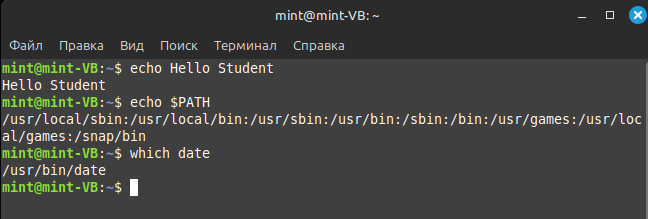 mint@mint-VB: ~
Файл Правка Вид Поиск Терминал Справка
mint@mint-VB:~$ echo Hello Student
Hello Student
mint@mint-VB:~$ echo $PATH
/usr/local/sbin:/usr/local/bin:/usr/sbin:/usr/bin:/sbin:/bin:/usr/games:/usr/loc
al/games:/snap/bin
mint@mint-VB:~$ which date
/usr/bin/date
mint@mint-VB:~$